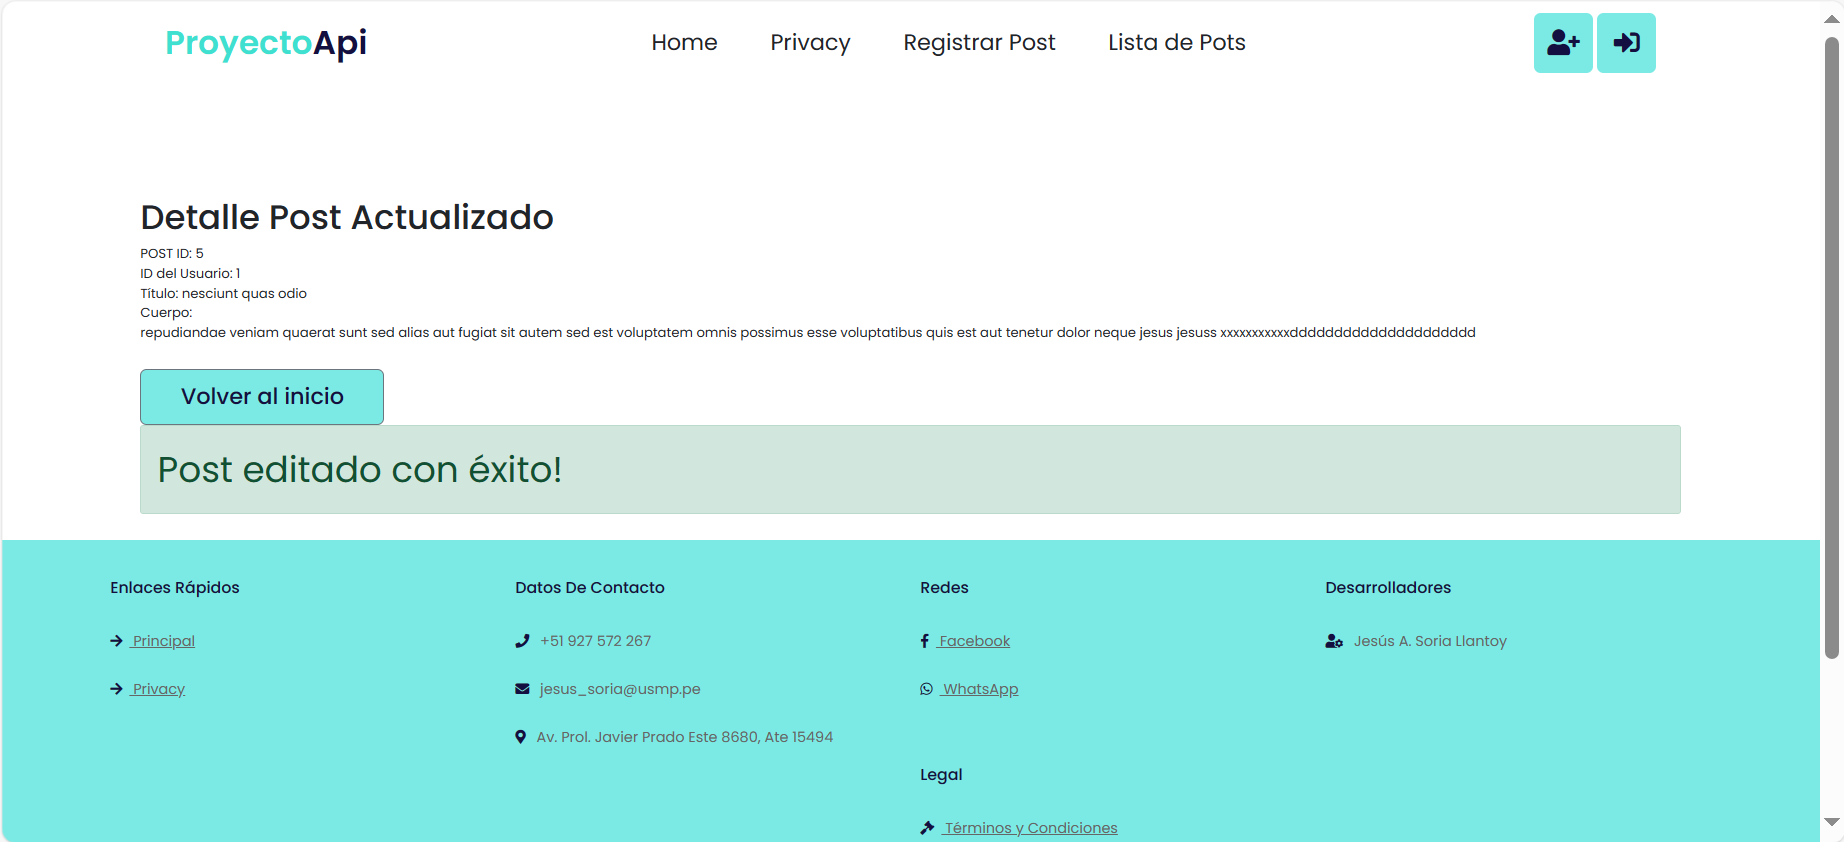 ProyectoApi
Home
Privacy
Registrar Post
Lista de Pots
Detalle Post Actualizado
POST ID: 5
ID del Usuario: 1
Título: nesciunt quas odio
Cuerpo:
repudiandae veniam quaerat sunt sed alias aut fugiat sit autem sed est voluptatem omnis possimus esse voluptatibus quis est aut tenetur dolor neque jesus jesuss xxxxxxxxxxxddddddddddddddddddddd
Volver al inicio
Post editado con éxito!
Enlaces Rápidos
Principal
Privacy
Datos De Contacto
+51 927 572 267
jesus_soria@usmp.pe
Av. Prol. Javier Prado Este 8680, Ate 15494
Redes
Facebook
WhatsApp
Legal
Términos y Condiciones
Desarrolladores
Jesús A. Soria Llantoy